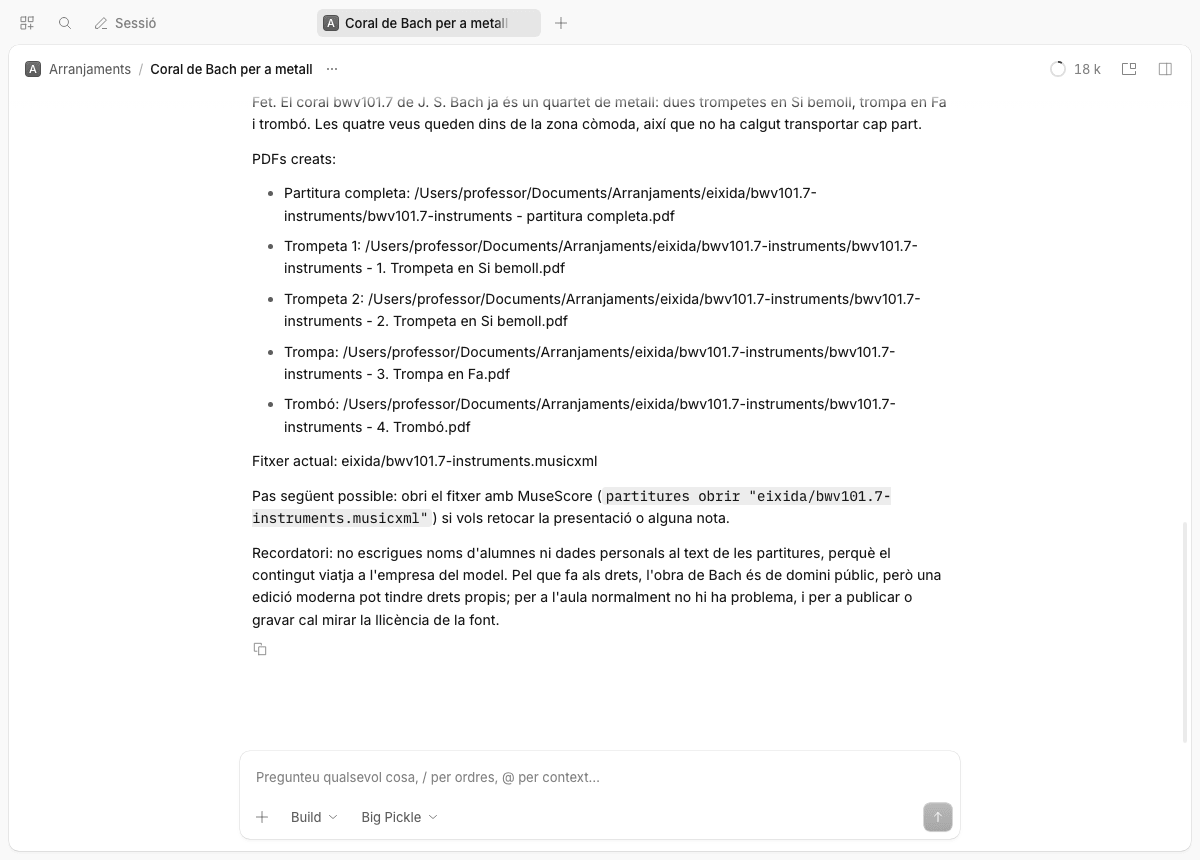 Sessió
A Coral de Bach per a metall
A Arranjaments / Coral de Bach per a metall ···
18 k
Fet. El coral bwv101.7 de J. S. Bach ja és un quartet de metall: dues trompetes en Si bemoll, trompa en Fa
i trombó. Les quatre veus queden dins de la zona còmoda, així que no ha calgut transportar cap part.
PDFs creats:
• Partitura completa: /Users/professor/Documents/Arranjaments/eixida/bwv101.7-
instruments/bwv101.7-instruments - partitura completa.pdf
• Trompeta 1: /Users/professor/Documents/Arranjaments/eixida/bwv101.7-instruments/bwv101.7-
instruments - 1. Trompeta en Si bemoll.pdf
• Trompeta 2: /Users/professor/Documents/Arranjaments/eixida/bwv101.7-instruments/bwv101.7-
instruments - 2. Trompeta en Si bemoll.pdf
• Trompa: /Users/professor/Documents/Arranjaments/eixida/bwv101.7-instruments/bwv101.7-
instruments - 3. Trompa en Fa.pdf
• Trombó: /Users/professor/Documents/Arranjaments/eixida/bwv101.7-instruments/bwv101.7-
instruments - 4. Trombó.pdf
Fitxer actual: eixida/bwv101.7-instruments.musicxml
Pas següent possible: obri el fitxer amb MuseScore (partitures obrir "eixida/bwv101.7-
instruments.musicxml") si vols retocar la presentació o alguna nota.
Recordatori: no escrigues noms d'alumnes ni dades personals al text de les partitures, perquè el
contingut viatja a l'empresa del model. Pel que fa als drets, l'obra de Bach és de domini públic, però una
edició moderna pot tindre drets propis; per a l'aula normalment no hi ha problema, i per a publicar o
gravar cal mirar la llicència de la font.
Pregunteu qualsevol cosa, / per ordres, @ per context...
Build
Big Pickle